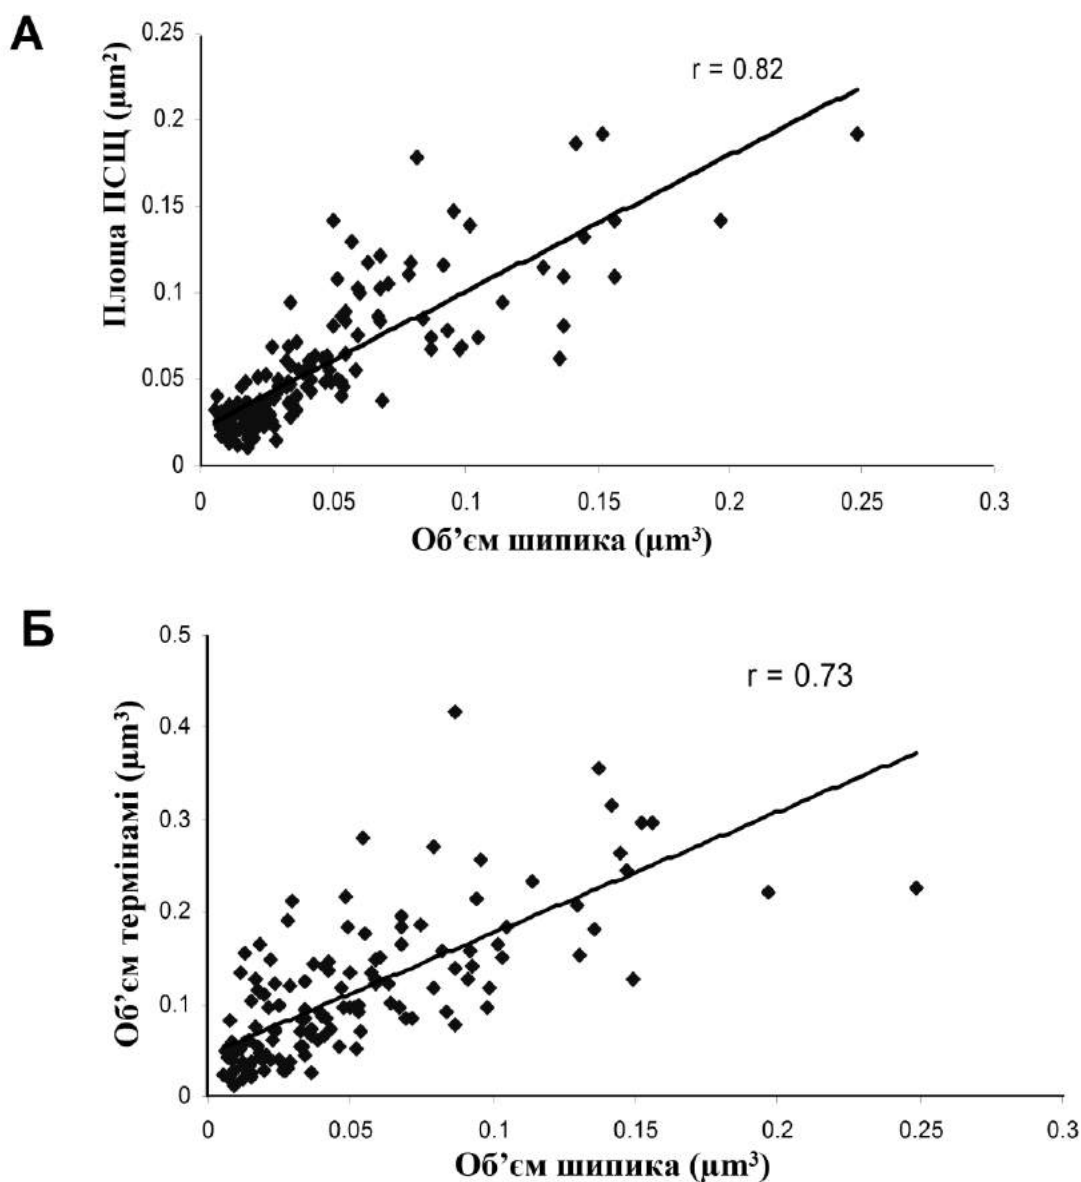 А
Площа ПСЩ (μm²)
0.25
0.2
0.15
0.1
0.05
0
r = 0.82
0 0.05 0.1 0.15 0.2 0.25 0.3
Об’єм шипика (μm³)
Б
Об’єм термінамі (μm³)
0.5
0.4
0.3
0.2
0.1
0
r = 0.73
0 0.05 0.1 0.15 0.2 0.25 0.3
Об’єм шипика (μm³)